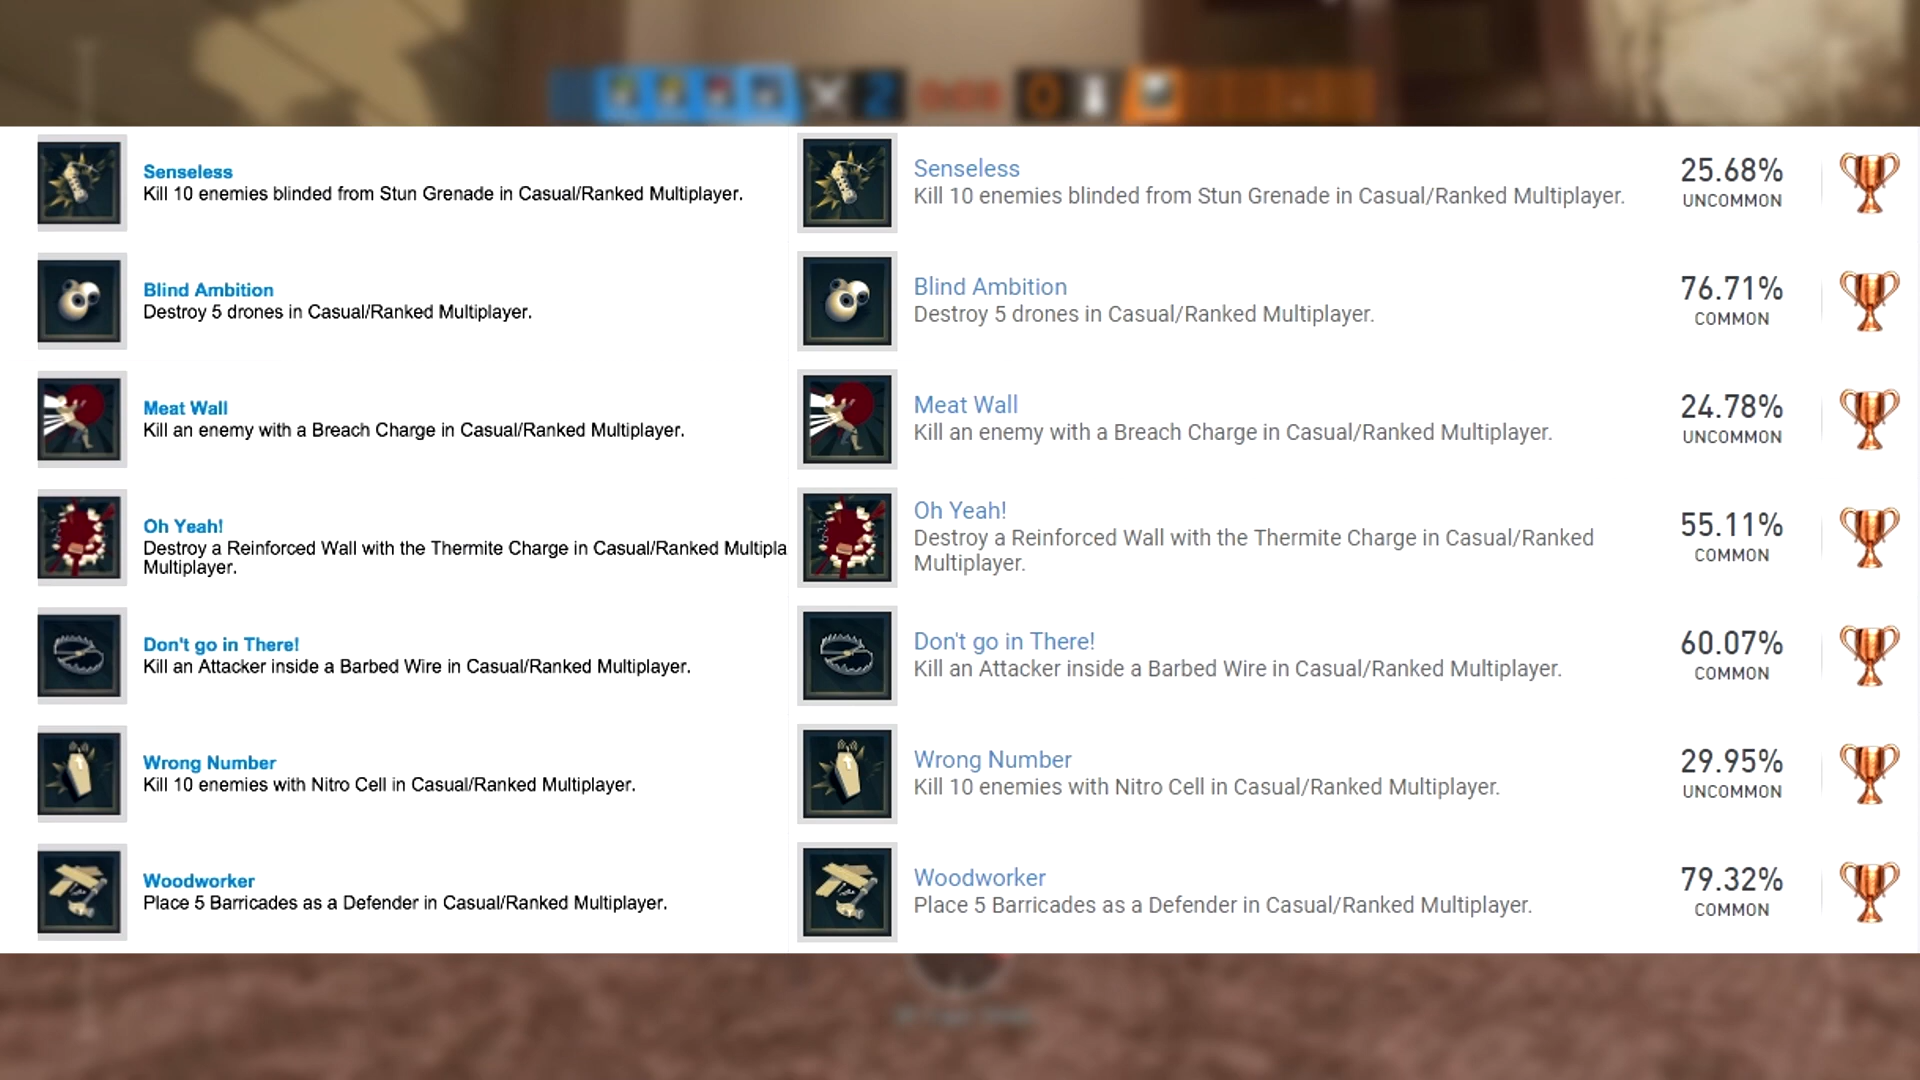 Senseless
Kill 10 enemies blinded from Stun Grenade in Casual/Ranked Multiplayer.
Blind Ambition
Destroy 5 drones in Casual/Ranked Multiplayer.
Meat Wall
Kill an enemy with a Breach Charge in Casual/Ranked Multiplayer.
Oh Yeah!
Destroy a Reinforced Wall with the Thermite Charge in Casual/Ranked Multipla
Multiplayer.
Don't go in There!
Kill an Attacker inside a Barbed Wire in Casual/Ranked Multiplayer.
Wrong Number
Kill 10 enemies with Nitro Cell in Casual/Ranked Multiplayer.
Woodworker
Place 5 Barricades as a Defender in Casual/Ranked Multiplayer.
Senseless
Kill 10 enemies blinded from Stun Grenade in Casual/Ranked Multiplayer.
25.68%
UNCOMMON
Blind Ambition
Destroy 5 drones in Casual/Ranked Multiplayer.
76.71%
COMMON
Meat Wall
Kill an enemy with a Breach Charge in Casual/Ranked Multiplayer.
24.78%
UNCOMMON
Oh Yeah!
Destroy a Reinforced Wall with the Thermite Charge in Casual/Ranked
Multiplayer.
55.11%
COMMON
Don't go in There!
Kill an Attacker inside a Barbed Wire in Casual/Ranked Multiplayer.
60.07%
COMMON
Wrong Number
Kill 10 enemies with Nitro Cell in Casual/Ranked Multiplayer.
29.95%
UNCOMMON
Woodworker
Place 5 Barricades as a Defender in Casual/Ranked Multiplayer.
79.32%
COMMON